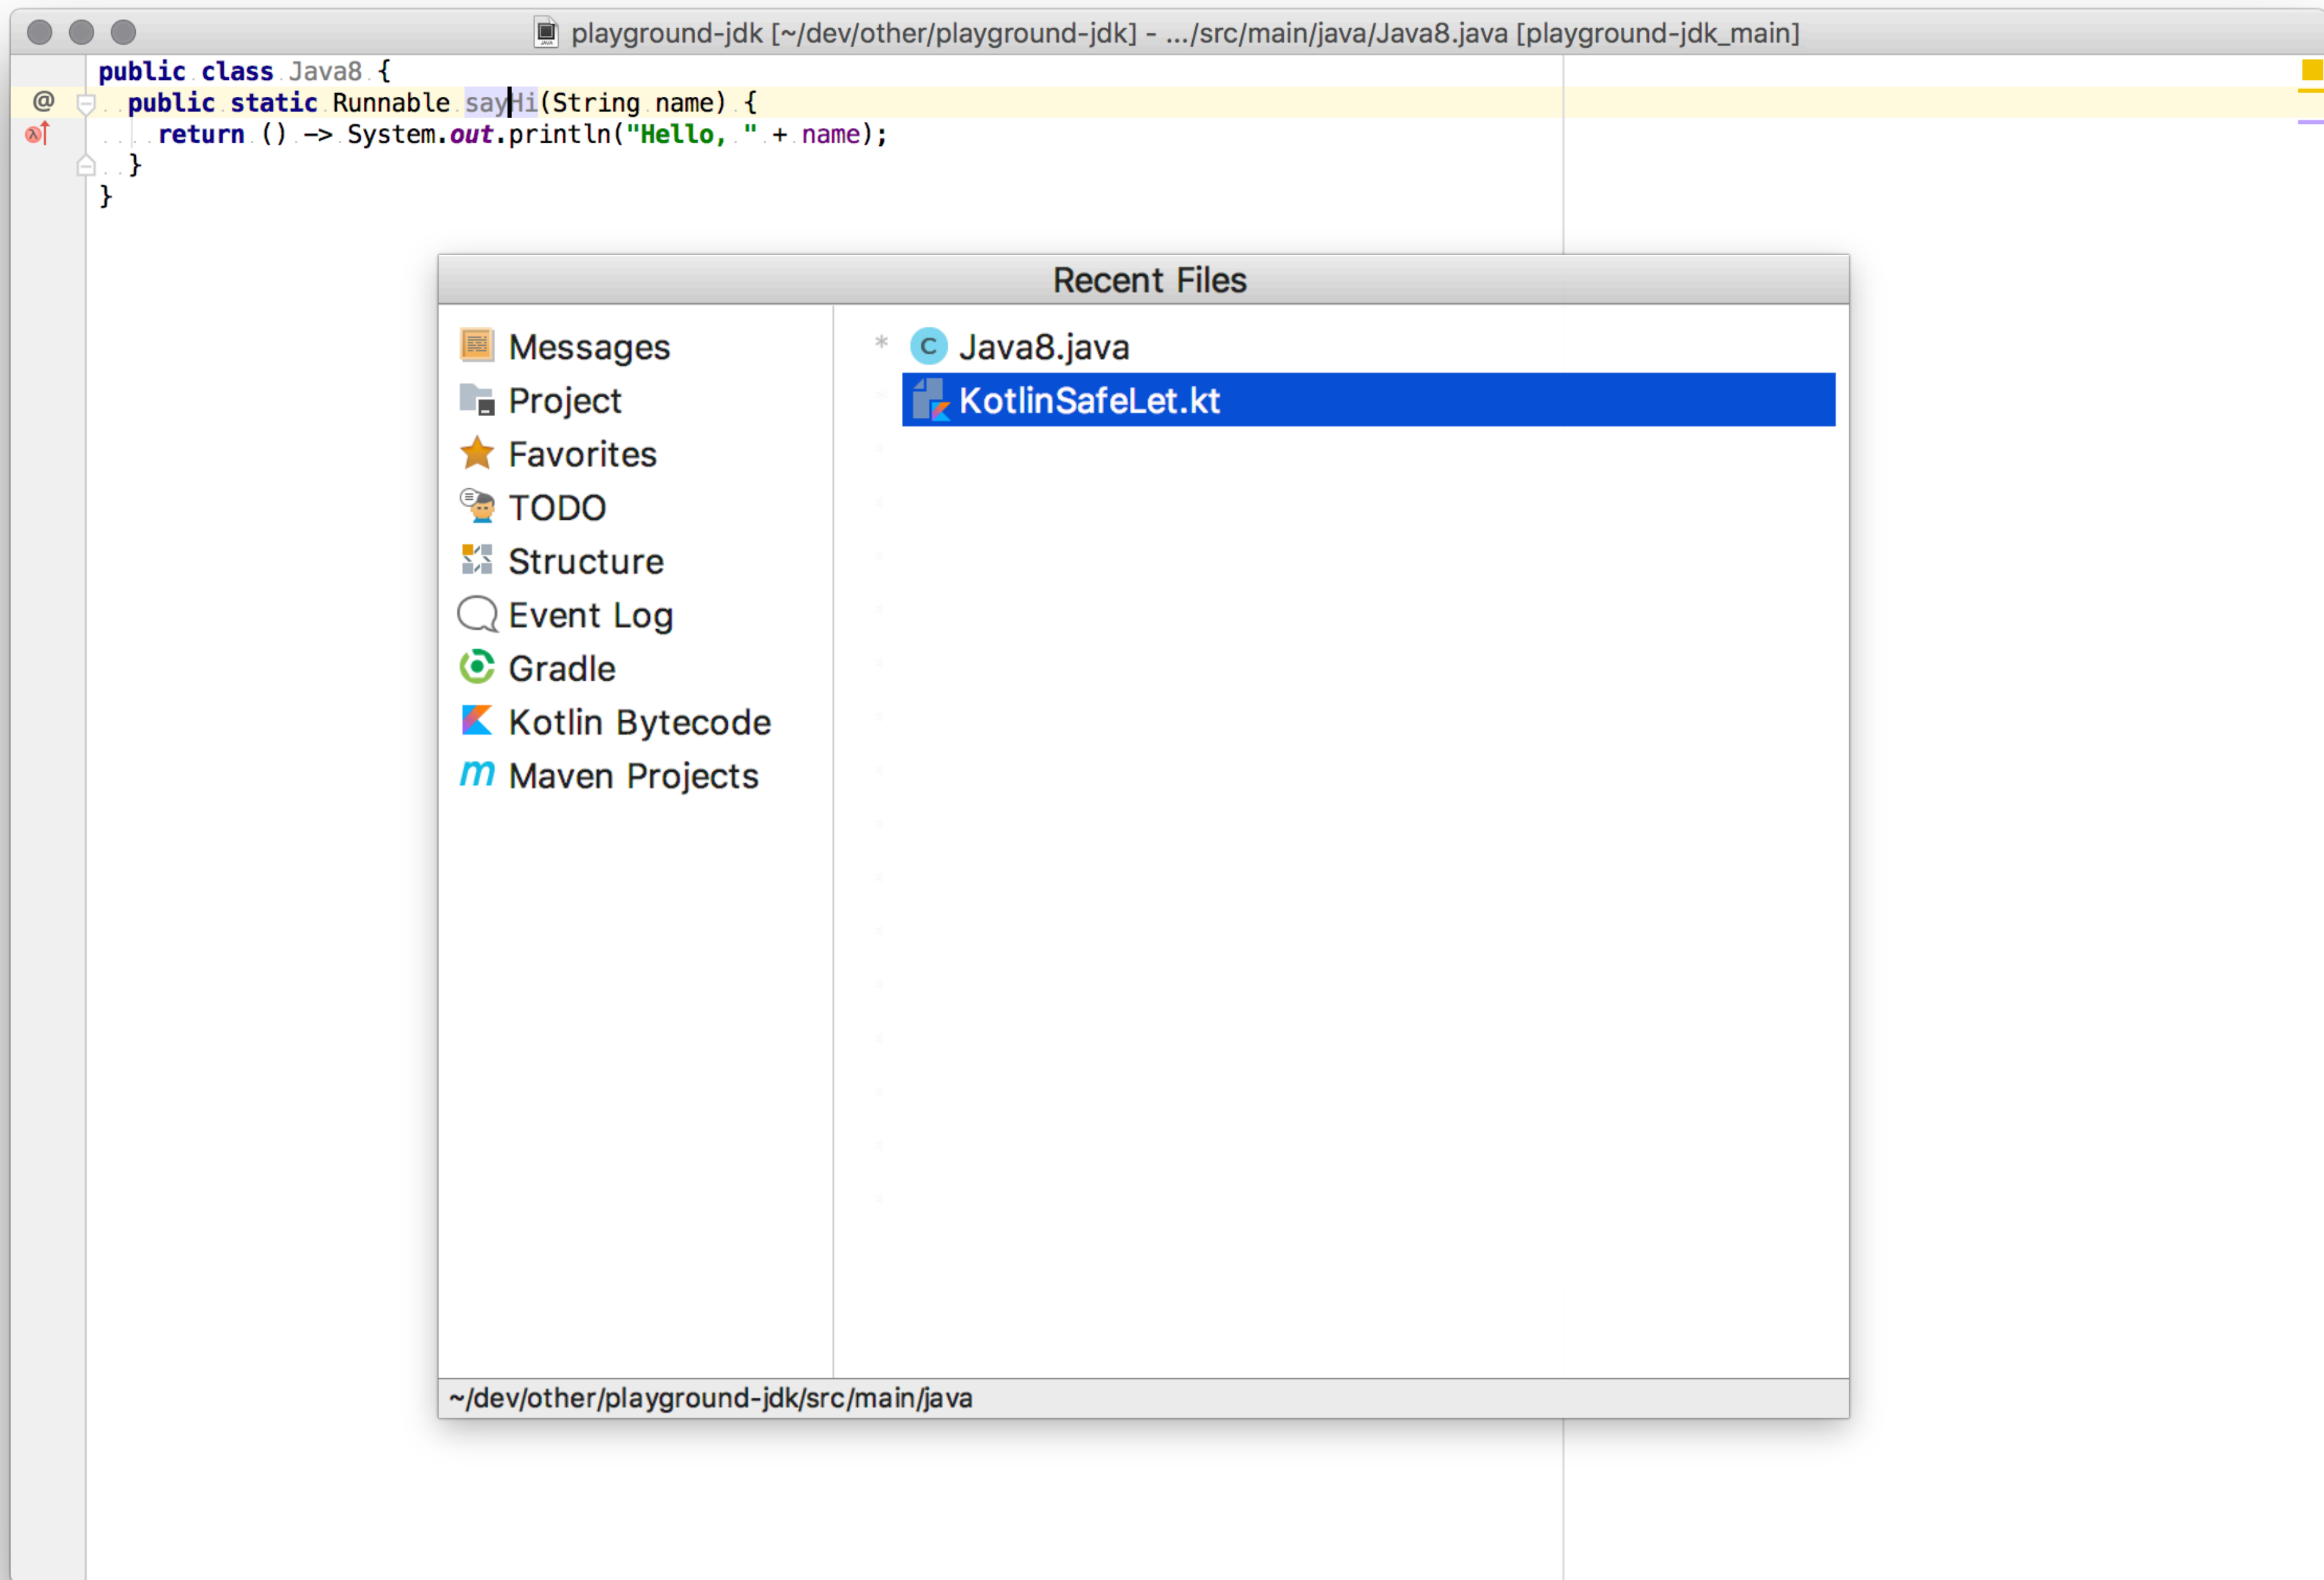 playground-jdk [~/dev/other/playground-jdk] - .../src/main/java/Java8.java [playground-jdk_main]
public class Java8 {
@ public static Runnable sayHi(String name) {
return () -> System.out.println("Hello, " + name);
}
}
Recent Files
Messages
Project
Favorites
TODO
Structure
Event Log
Gradle
Kotlin Bytecode
m Maven Projects
* C Java8.java
KotlinSafeLet.kt
~/dev/other/playground-jdk/src/main/java